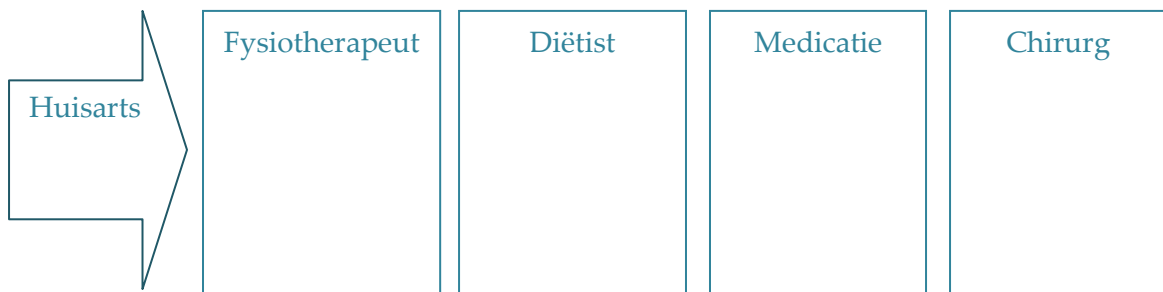 Huisarts
Fysiotherapeut
Diëtist
Medicatie
Chirurg